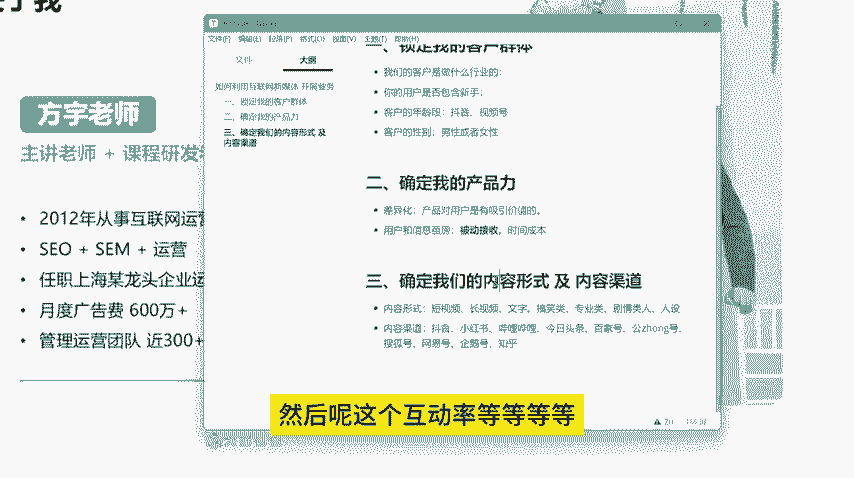 方宇老师
主讲老师 + 课程研发
2012年从事互联网运营
SEO + SEM + 运营
任职上海某龙头企业运
月度广告费 600万+
管理运营团队 近300+
文件(F) 编辑(E) 段落(P) 格式(O) 视图(V) 主题(T) 帮助(H)
文件 大纲
如何利用互联网新媒体 开展业务
一、锁定我的客户群体
二、确定我的产品力
三、确定我们的内容形式 及
内容渠道
一、锁定我的客户群体
我们的客户是做什么行业的：
你的用户是否包含新手；
客户的年龄段：抖音、视频号
客户的性别：男性或者女性
二、确定我的产品力
差异化：产品对用户是有吸引价值的。
用户和信息茧房：被动接收，时间成本
三、确定我们的内容形式 及 内容渠道
内容形式：短视频、长视频、文字。搞笑类、专业类、剧情类人、人设
内容渠道：抖音、小红书、哔哩哔哩、今日头条、百家号、公zhong号、
搜狐号、网易号、企鹅号、知乎
然后呢这个互动率等等等等